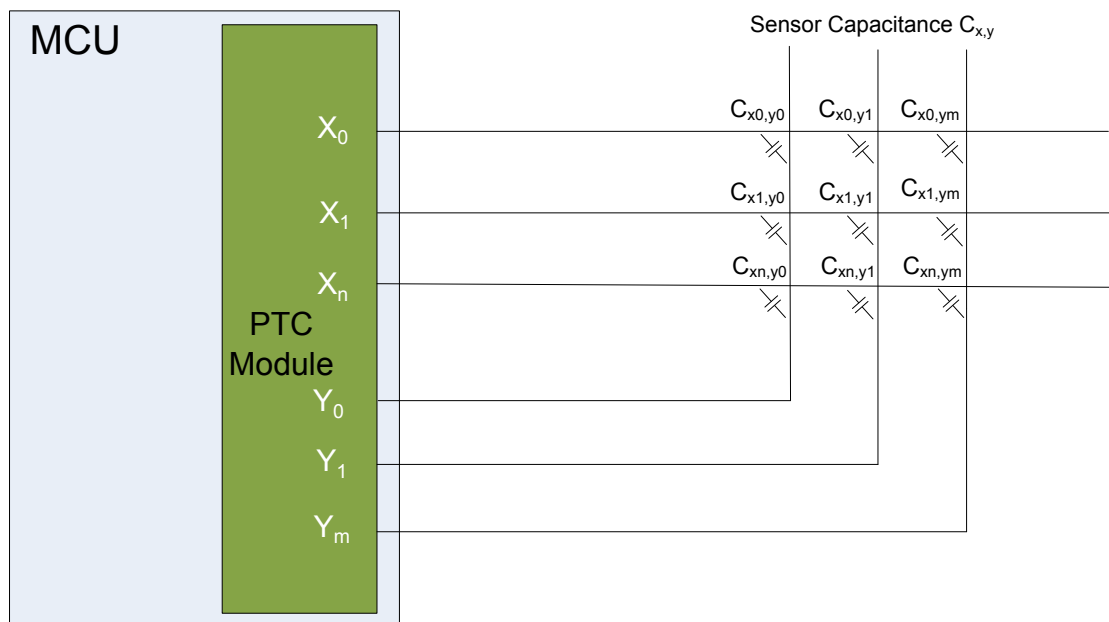 MCU
Sensor Capacitance Cx,y
X0
Cx0,y0 Cx0,y1 Cx0,ym
X1
Cx1,y0 Cx1,y1 Cx1,ym
Xn
Cxn,y0 Cxn,y1 Cxn,ym
PTC
Module
Y0
Y1
Ym